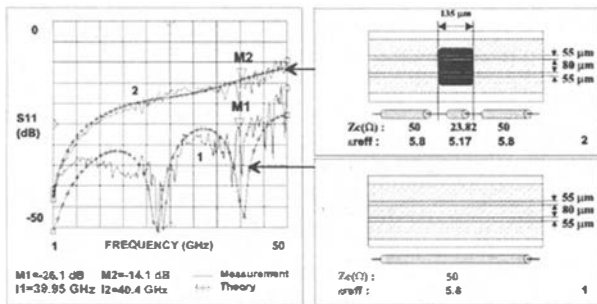 0
S11
(dB)
-50
M2
2
M1
1
1
FREQUENCY (GHz)
50
M1=-26.1 dB M2=-14.1 dB
f1=39.95 GHz f2=40.4 GHz
Measurement
Theory
135 µm
55 µm
80 µm
55 µm
Zc(Ω) : 50 23.82 50
εreff : 5.8 5.17 5.8 2
55 µm
80 µm
55 µm
Zc(Ω) : 50
εreff : 5.8 1